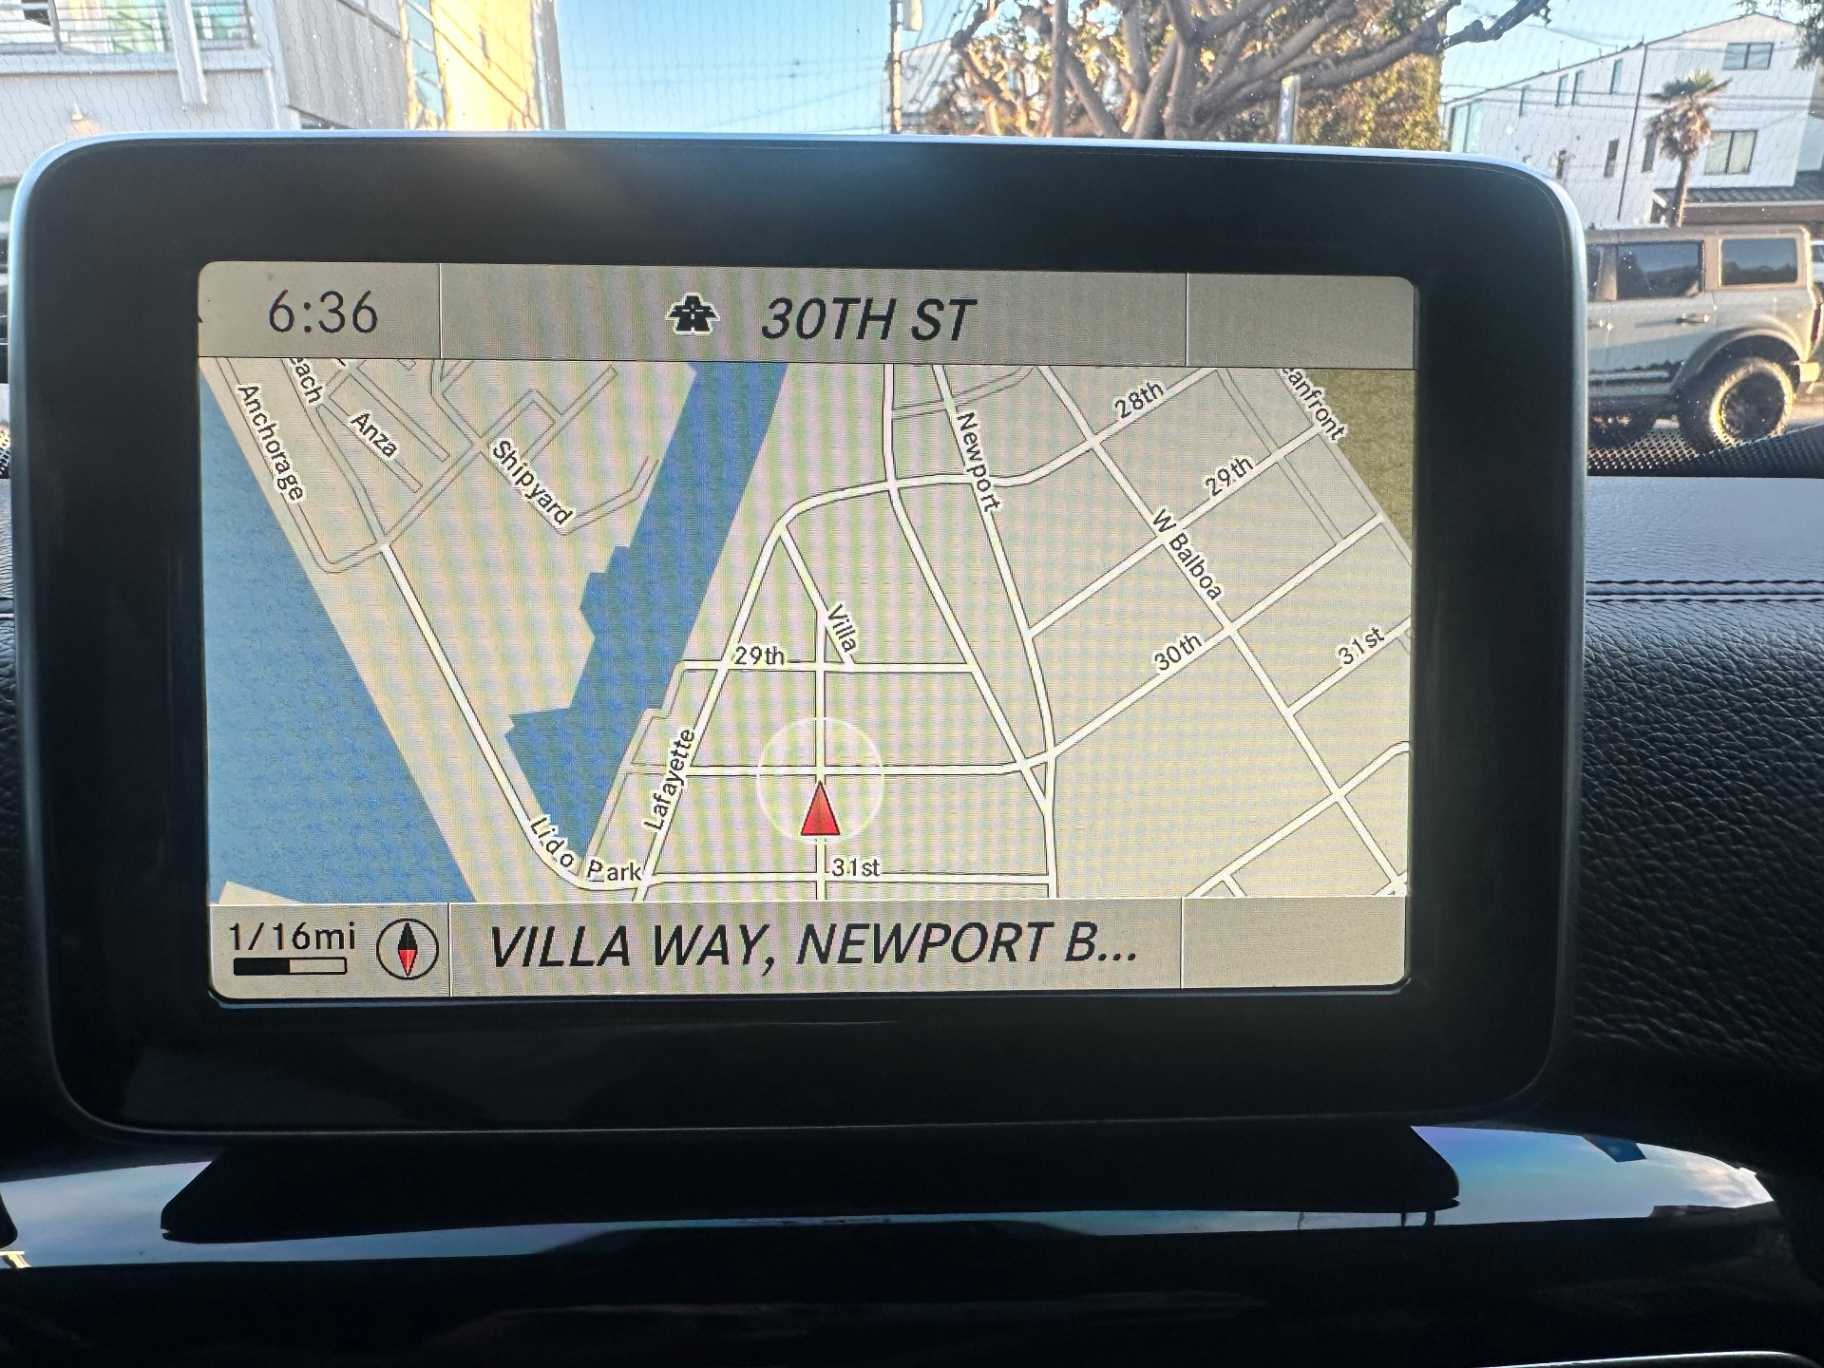 6:36
30TH ST
Anchorage
each
Anza
Shipyard
Newport
28th
anfront
29th
W Balboa
Villa
29th
30th
31st
Lafayette
Lido Park
31st
1/16mi
VILLA WAY, NEWPORT B...